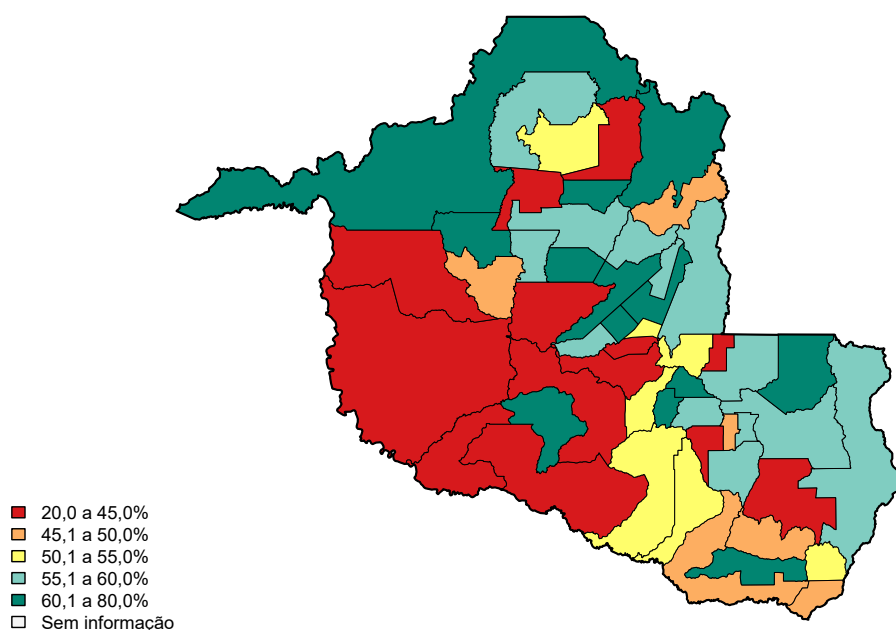 20,0 a 45,0%
45,1 a 50,0%
50,1 a 55,0%
55,1 a 60,0%
60,1 a 80,0%
Sem informação